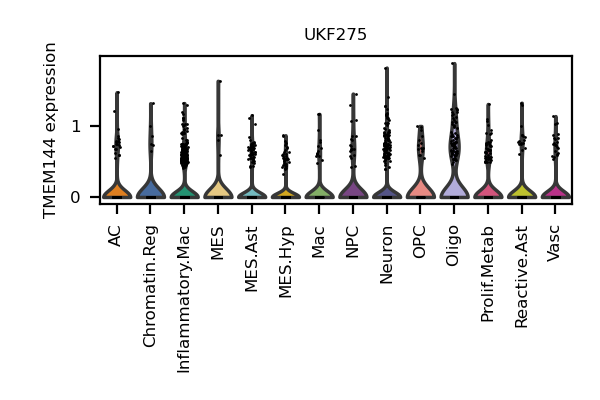 UKF275
TMEM144 expression
1
0
AC
Chromatin.Reg
Inflammatory.Mac
MES
MES.Ast
MES.Hyp
Mac
NPC
Neuron
OPC
Oligo
Prolif.Metab
Reactive.Ast
Vasc